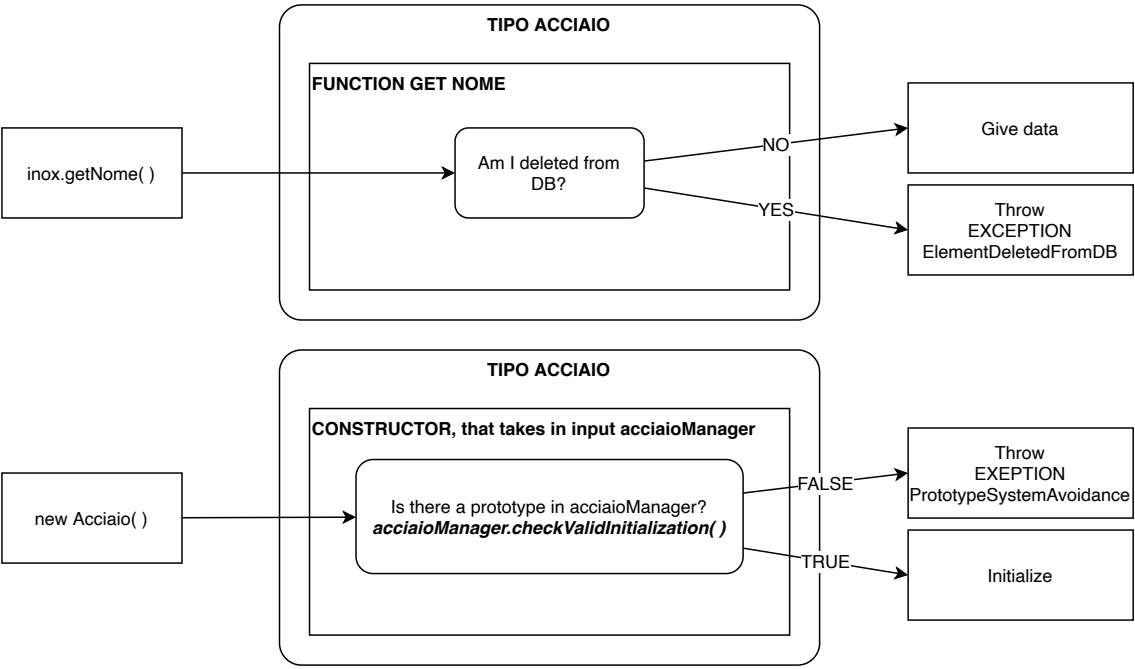 TIPO ACCIAIO
FUNCTION GET NOME
inox.getNome( )
Am I deleted from
DB?
NO
YES
Give data
Throw
EXCEPTION
ElementDeletedFromDB
TIPO ACCIAIO
CONSTRUCTOR, that takes in input acciaioManager
new Acciaio( )
Is there a prototype in acciaioManager?
acciaioManager.checkValidInitialization( )
FALSE
TRUE
Throw
EXEPTION
PrototypeSystemAvoidance
Initialize